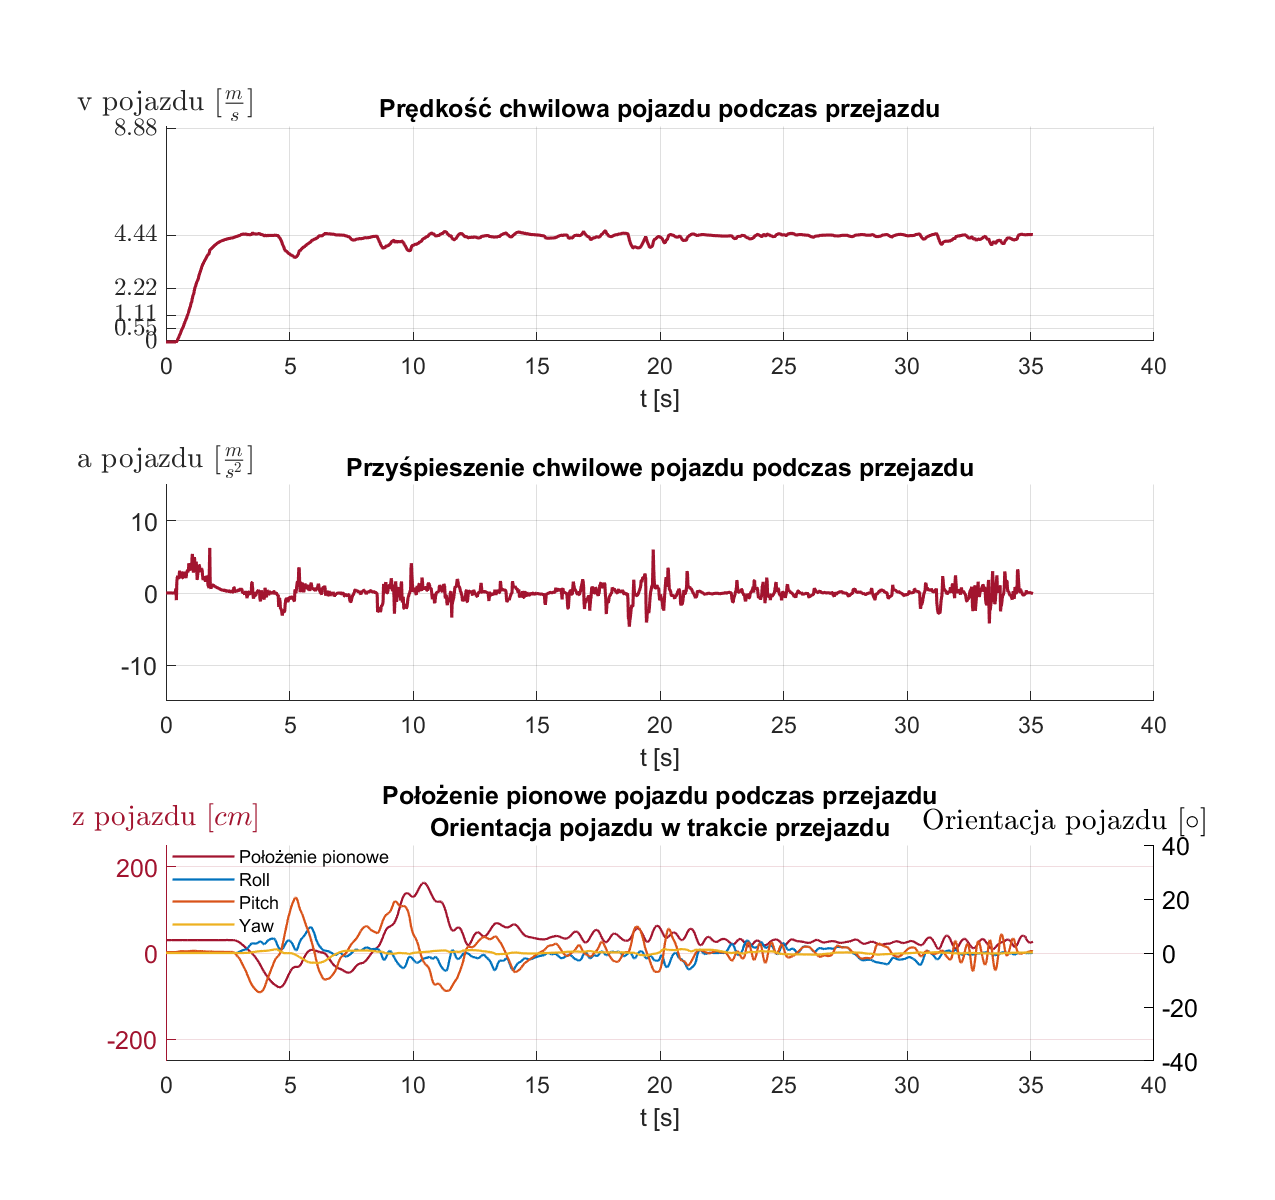 v pojazdu [m/s]
Prędkość chwilowa pojazdu podczas przejazdu
8.88
4.44
2.22
1.11
0.55
0
0 5 10 15 20 25 30 35 40
t [s]
a pojazdu [m/s²]
Przyśpieszenie chwilowe pojazdu podczas przejazdu
10
0
-10
0 5 10 15 20 25 30 35 40
t [s]
Położenie pionowe pojazdu podczas przejazdu
Orientacja pojazdu w trakcie przejazdu
z pojazdu [cm]
Orientacja pojazdu [∘]
200
0
-200
Położenie pionowe
Roll
Pitch
Yaw
40
20
0
-20
-40
0 5 10 15 20 25 30 35 40
t [s]